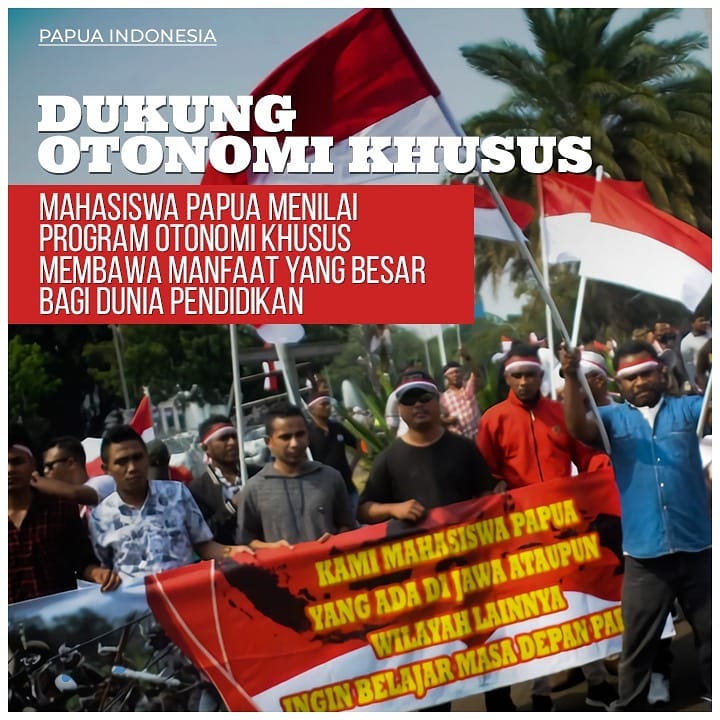 PAPUA INDONESIA
DUKUNG
OTONOMI KHUSUS
MAHASISWA PAPUA MENILAI
PROGRAM OTONOMI KHUSUS
MEMBAWA MANFAAT YANG BESAR
BAGI DUNIA PENDIDIKAN
KAMI MAHASISWA PAPUA
YANG ADA DI JAWA ATAUPUN
WILAYAH LAINNYA
INGIN BELAJAR MASA DEPAN